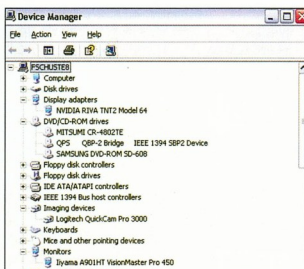 Device Manager
File Action View Help
FSCHUSTE8
Computer
Disk drives
Display adapters
NVIDIA RIVA TNT2 Model 64
DVD/CD-ROM drives
MITSUMI CR-4802TE
QPS QBP-2 Bridge IEEE 1394 SBP2 Device
SAMSUNG DVD-ROM SD-608
Floppy disk controllers
Floppy disk drives
IDE ATA/ATAPI controllers
IEEE 1394 Bus host controllers
Imaging devices
Logitech QuickCam Pro 3000
Keyboards
Mice and other pointing devices
Monitors
Iiyama A901HT VisionMaster Pro 450